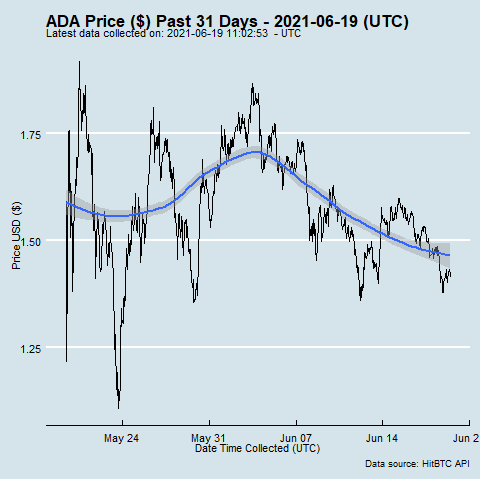 ADA Price ($) Past 31 Days - 2021-06-19 (UTC)
Latest data collected on: 2021-06-19 11:02:53 - UTC
1.75
1.50
1.25
Price USD ($)
May 24 May 31 Jun 07 Jun 14 Jun 2
Date Time Collected (UTC)
Data source: HitBTC API